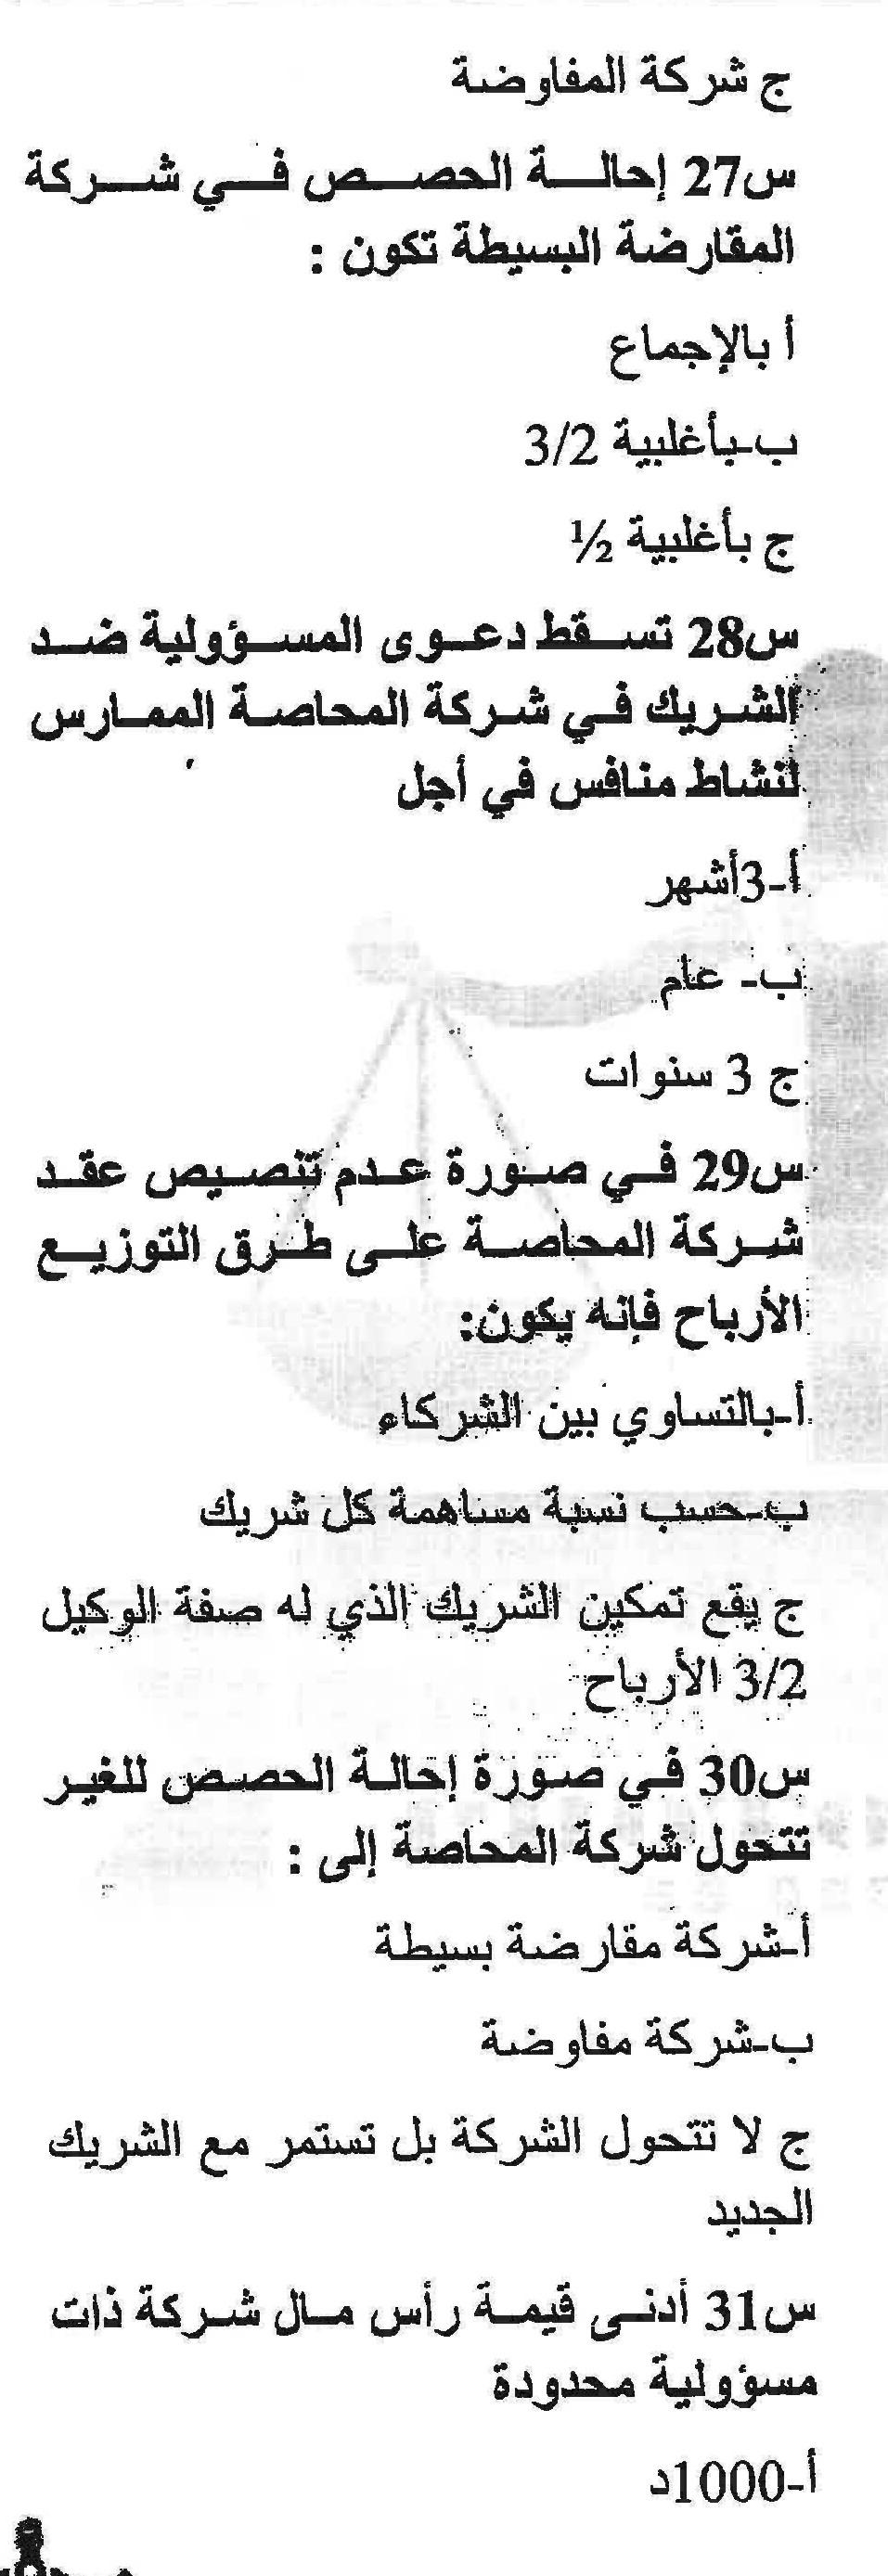 ج شركة المفاوضة
س27 إحالة الحصص في شركة
المقارضة البسيطة تكون :
أ بالإجماع
ب-بأغلبية 3/2
ج بأغلبية ½
س28 تسقط دعوى المسؤولية ضد
الشريك في شركة المحاصة الممارس
لنشاط منافس في أجل
أ-3أشهر
ب- عام
ج 3 سنوات
س29 في صورة عدم تنصيص عقد
شركة المحاصة على طرق التوزيع
الأرباح فإنه يكون:
أ-بالتساوي بين الشركاء
ب-حسب نسبة مساهمة كل شريك
ج يقع تمكين الشريك الذي له صفة الوكيل
3/2 الأرباح
س30 في صورة إحالة الحصص للغير
تتحول شركة المحاصة إلى :
أ-شركة مقارضة بسيطة
ب-شركة مفاوضة
ج لا تتحول الشركة بل تستمر مع الشريك
الجديد
س31 أدنى قيمة رأس مال شركة ذات
مسؤولية محدودة
أ-1000د